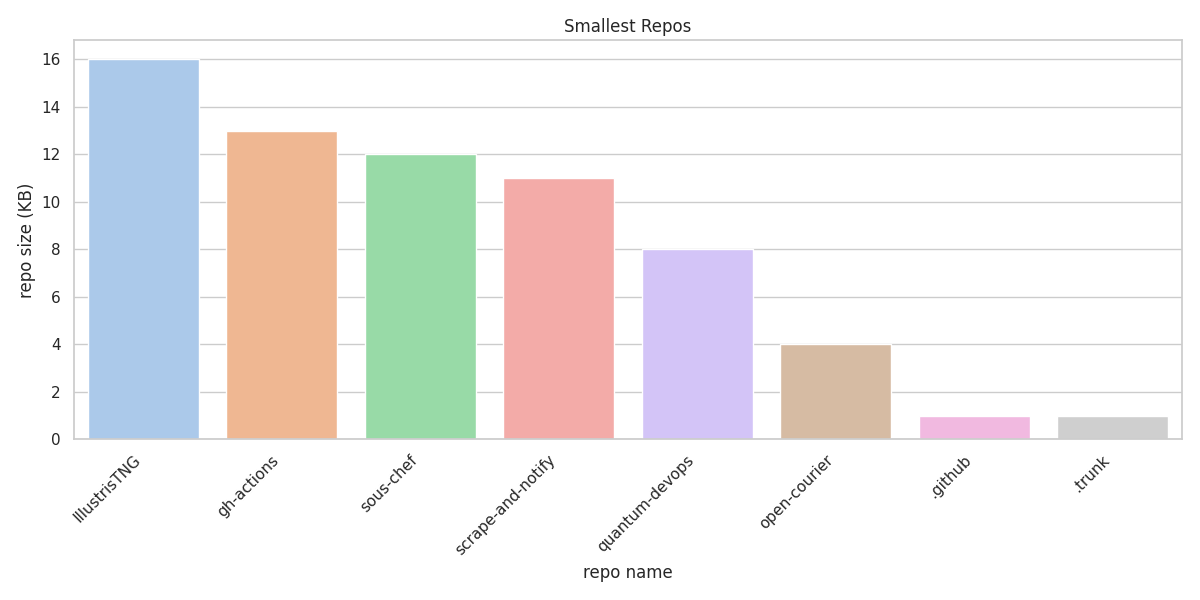 Smallest Repos
repo size (KB)
16
14
12
10
8
6
4
2
0
IllustrisTNG
gh-actions
sous-chef
scrape-and-notify
quantum-devops
open-courier
.github
.trunk
repo name